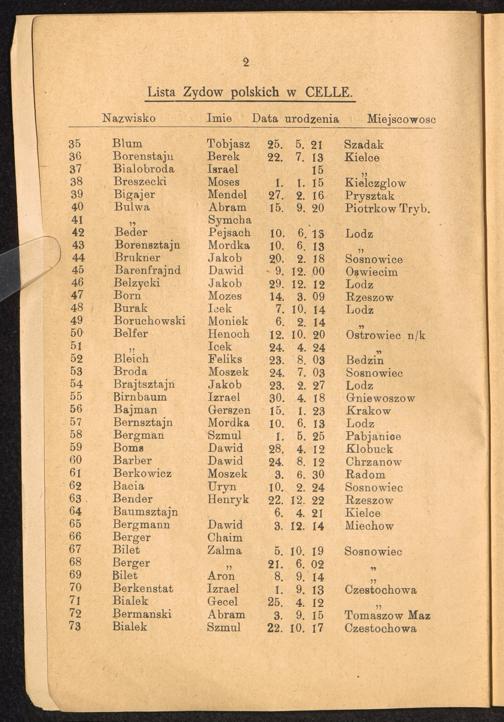 2
Lista Zydow polskich w CELLE.
Nazwisko Imie Data urodzenia Miejscowosc
35 Blum Tobjasz 25. 5. 21 Szadak
36 Borenstajn Berek 22. 7. 13 Kielce
37 Bialobroda Israel 15 „
38 Breszecki Moses 1. 1. 15 Kielczglow
39 Bigajer Mendel 27. 2. 16 Prysztak
40 Bulwa Abram 15. 9. 20 Piotrkow Tryb.
41 „ Symcha
42 Beder Pejsach 10. 6. 13 Lodz
43 Borensztajn Mordka 10. 6. 13 „
44 Brukner Jakob 20. 2. 18 Sosnowice
45 Barenfrajnd Dawid 9. 12. 00 Oswiecim
46 Belzycki Jakob 29. 12. 12 Lodz
47 Born Mozes 14. 3. 09 Rzeszow
48 Burak Icek 7. 10. 14 Lodz
49 Boruchowski Moniek 6. 2. 14 „
50 Belfer Henoch 12. 10. 20 Ostrowiec n/k
51 „ Icek 24. 4. 24 „
52 Bleich Feliks 23. 8. 03 Bedzin
53 Broda Moszek 24. 7. 03 Sosnowiec
54 Brajtsztajn Jakob 23. 2. 27 Lodz
55 Birnbaum Izrael 30. 4. 18 Gniewoszow
56 Bajman Gerszen 15. 1. 23 Krakow
57 Bernsztajn Mordka 10. 6. 13 Lodz
58 Bergman Szmul 1. 5. 25 Pabjanice
59 Boms Dawid 28. 4. 12 Klobuck
60 Barber Dawid 24. 8. 12 Chrzanow
61 Berkowicz Moszek 3. 6. 30 Radom
62 Bacia Uryn 10. 2. 24 Sosnowiec
63 Bender Henryk 22. 12. 22 Rzeszow
64 Baumsztajn 6. 4. 21 Kielce
65 Bergmann Dawid 3. 12. 14 Miechow
66 Berger Chaim
67 Bilet Zalma 5. 10. 19 Sosnowiec
68 Berger „ 21. 6. 02 „
69 Bilet Aron 8. 9. 14 „
70 Berkenstat Izrael 1. 9. 13 Czestochowa
71 Bialek Gecel 25. 4. 12 „
72 Bermanski Abram 3. 9. 15 Tomaszow Maz
73 Bialek Szmul 22. 10. 17 Czestochowa